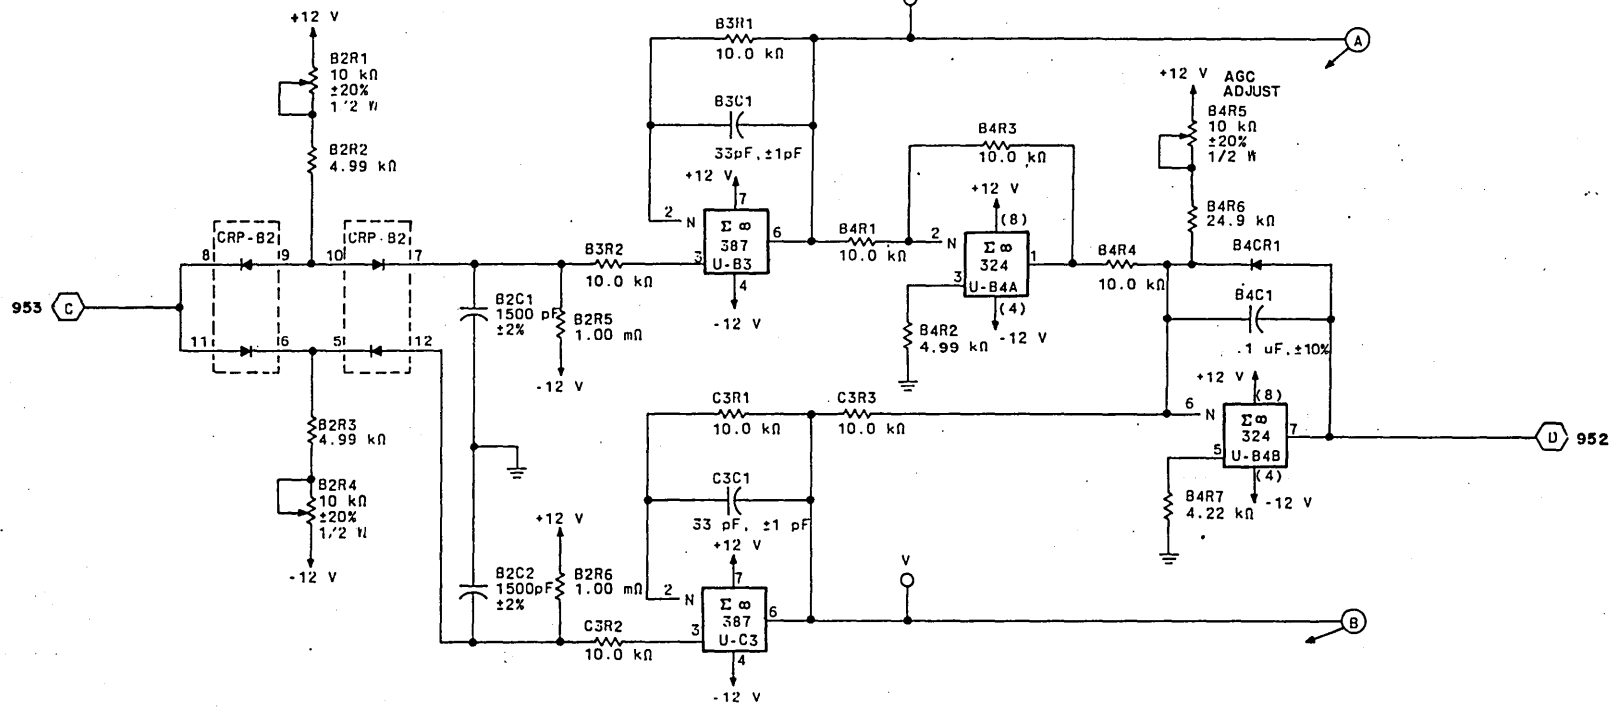 +12 V
B2R1
10 kΩ
±20%
1/2 W
B2R2
4.99 kΩ
CRP-B2
CRP-B2
8
9
10
7
953
C
11
6
5
12
B2R3
4.99 kΩ
B2R4
10 kΩ
±20%
1/2 W
-12 V
B2C1
1500 pF
±2%
B2R5
1.00 mΩ
-12 V
B2C2
1500pF
±2%
+12 V
B2R6
1.00 mΩ
B3R1
10.0 kΩ
B3C1
33pF,±1pF
+12 V
7
2
N
Σ ∞
387
U-B3
6
3
4
-12 V
B3R2
10.0 kΩ
A
B4R3
10.0 kΩ
B4R1
10.0 kΩ
+12 V
(8)
2
N
Σ ∞
324
U-B4A
1
3
(4)
-12 V
B4R2
4.99 kΩ
B4R4
10.0 kΩ
+12 V
AGC
ADJUST
B4R5
10 kΩ
±20%
1/2 W
B4R6
24.9 kΩ
B4CR1
B4C1
.1 uF,±10%
+12 V
(8)
6
N
Σ ∞
324
U-B4B
7
5
(4)
-12 V
B4R7
4.22 kΩ
D
952
C3R1
10.0 kΩ
C3R3
10.0 kΩ
C3C1
33 pF, ±1 pF
+12 V
7
2
N
Σ ∞
387
U-C3
6
3
4
-12 V
C3R2
10.0 kΩ
V
B